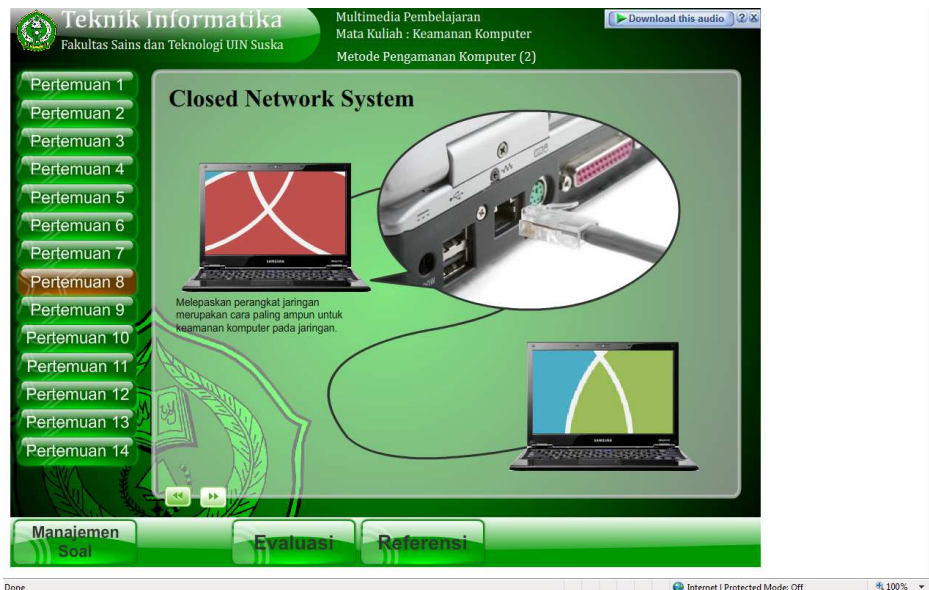 Teknik Informatika
Fakultas Sains dan Teknologi UIN Suska
Multimedia Pembelajaran
Mata Kuliah : Keamanan Komputer
Metode Pengamanan Komputer (2)
Download this audio
Pertemuan 1
Pertemuan 2
Pertemuan 3
Pertemuan 4
Pertemuan 5
Pertemuan 6
Pertemuan 7
Pertemuan 8
Pertemuan 9
Pertemuan 10
Pertemuan 11
Pertemuan 12
Pertemuan 13
Pertemuan 14
Closed Network System
SAMSUNG
Melepaskan perangkat jaringan
merupakan cara paling ampun untuk
keamanan komputer pada jaringan.
SAMSUNG
Manajemen
Soal
Evaluasi
Referensi
Done
Internet | Protected Mode: Off
100%